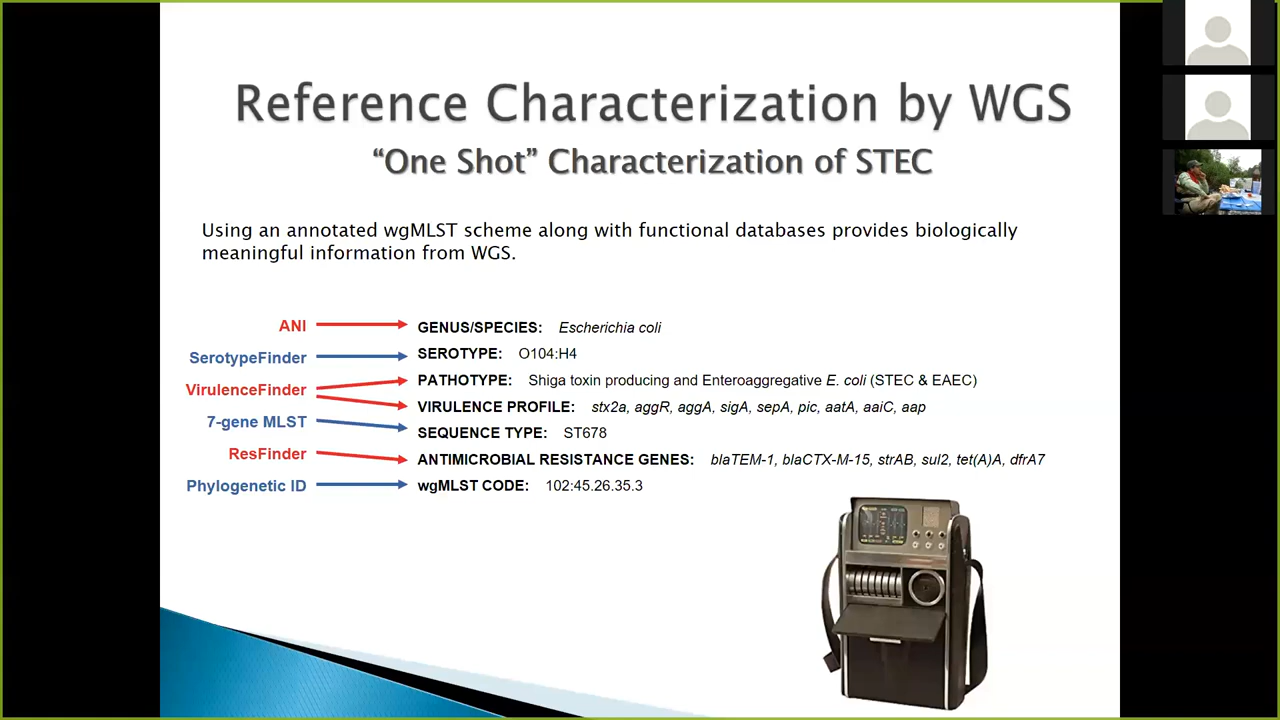 Reference Characterization by WGS
“One Shot” Characterization of STEC
Using an annotated wgMLST scheme along with functional databases provides biologically
meaningful information from WGS.
ANI GENUS/SPECIES: Escherichia coli
SerotypeFinder SEROTYPE: O104:H4
VirulenceFinder PATHOTYPE: Shiga toxin producing and Enteroaggregative E. coli (STEC & EAEC)
VIRULENCE PROFILE: stx2a, aggR, aggA, sigA, sepA, pic, aatA, aaiC, aap
7-gene MLST SEQUENCE TYPE: ST678
ResFinder ANTIMICROBIAL RESISTANCE GENES: blaTEM-1, blaCTX-M-15, strAB, sul2, tet(A)A, dfrA7
Phylogenetic ID wgMLST CODE: 102:45.26.35.3